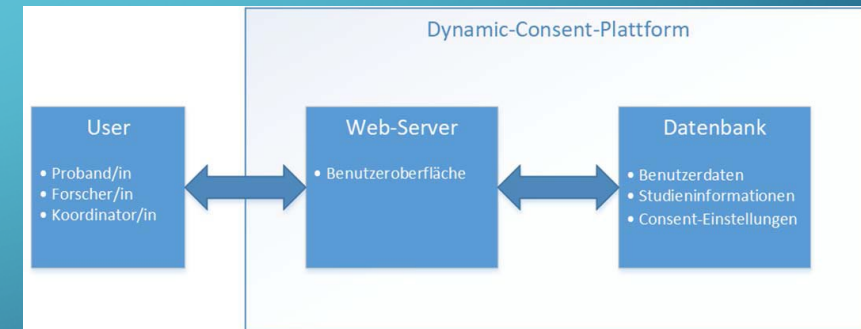 Dynamic-Consent-Plattform
User
• Proband/in
• Forscher/in
• Koordinator/in
Web-Server
• Benutzeroberfläche
Datenbank
• Benutzerdaten
• Studieninformationen
• Consent-Einstellungen